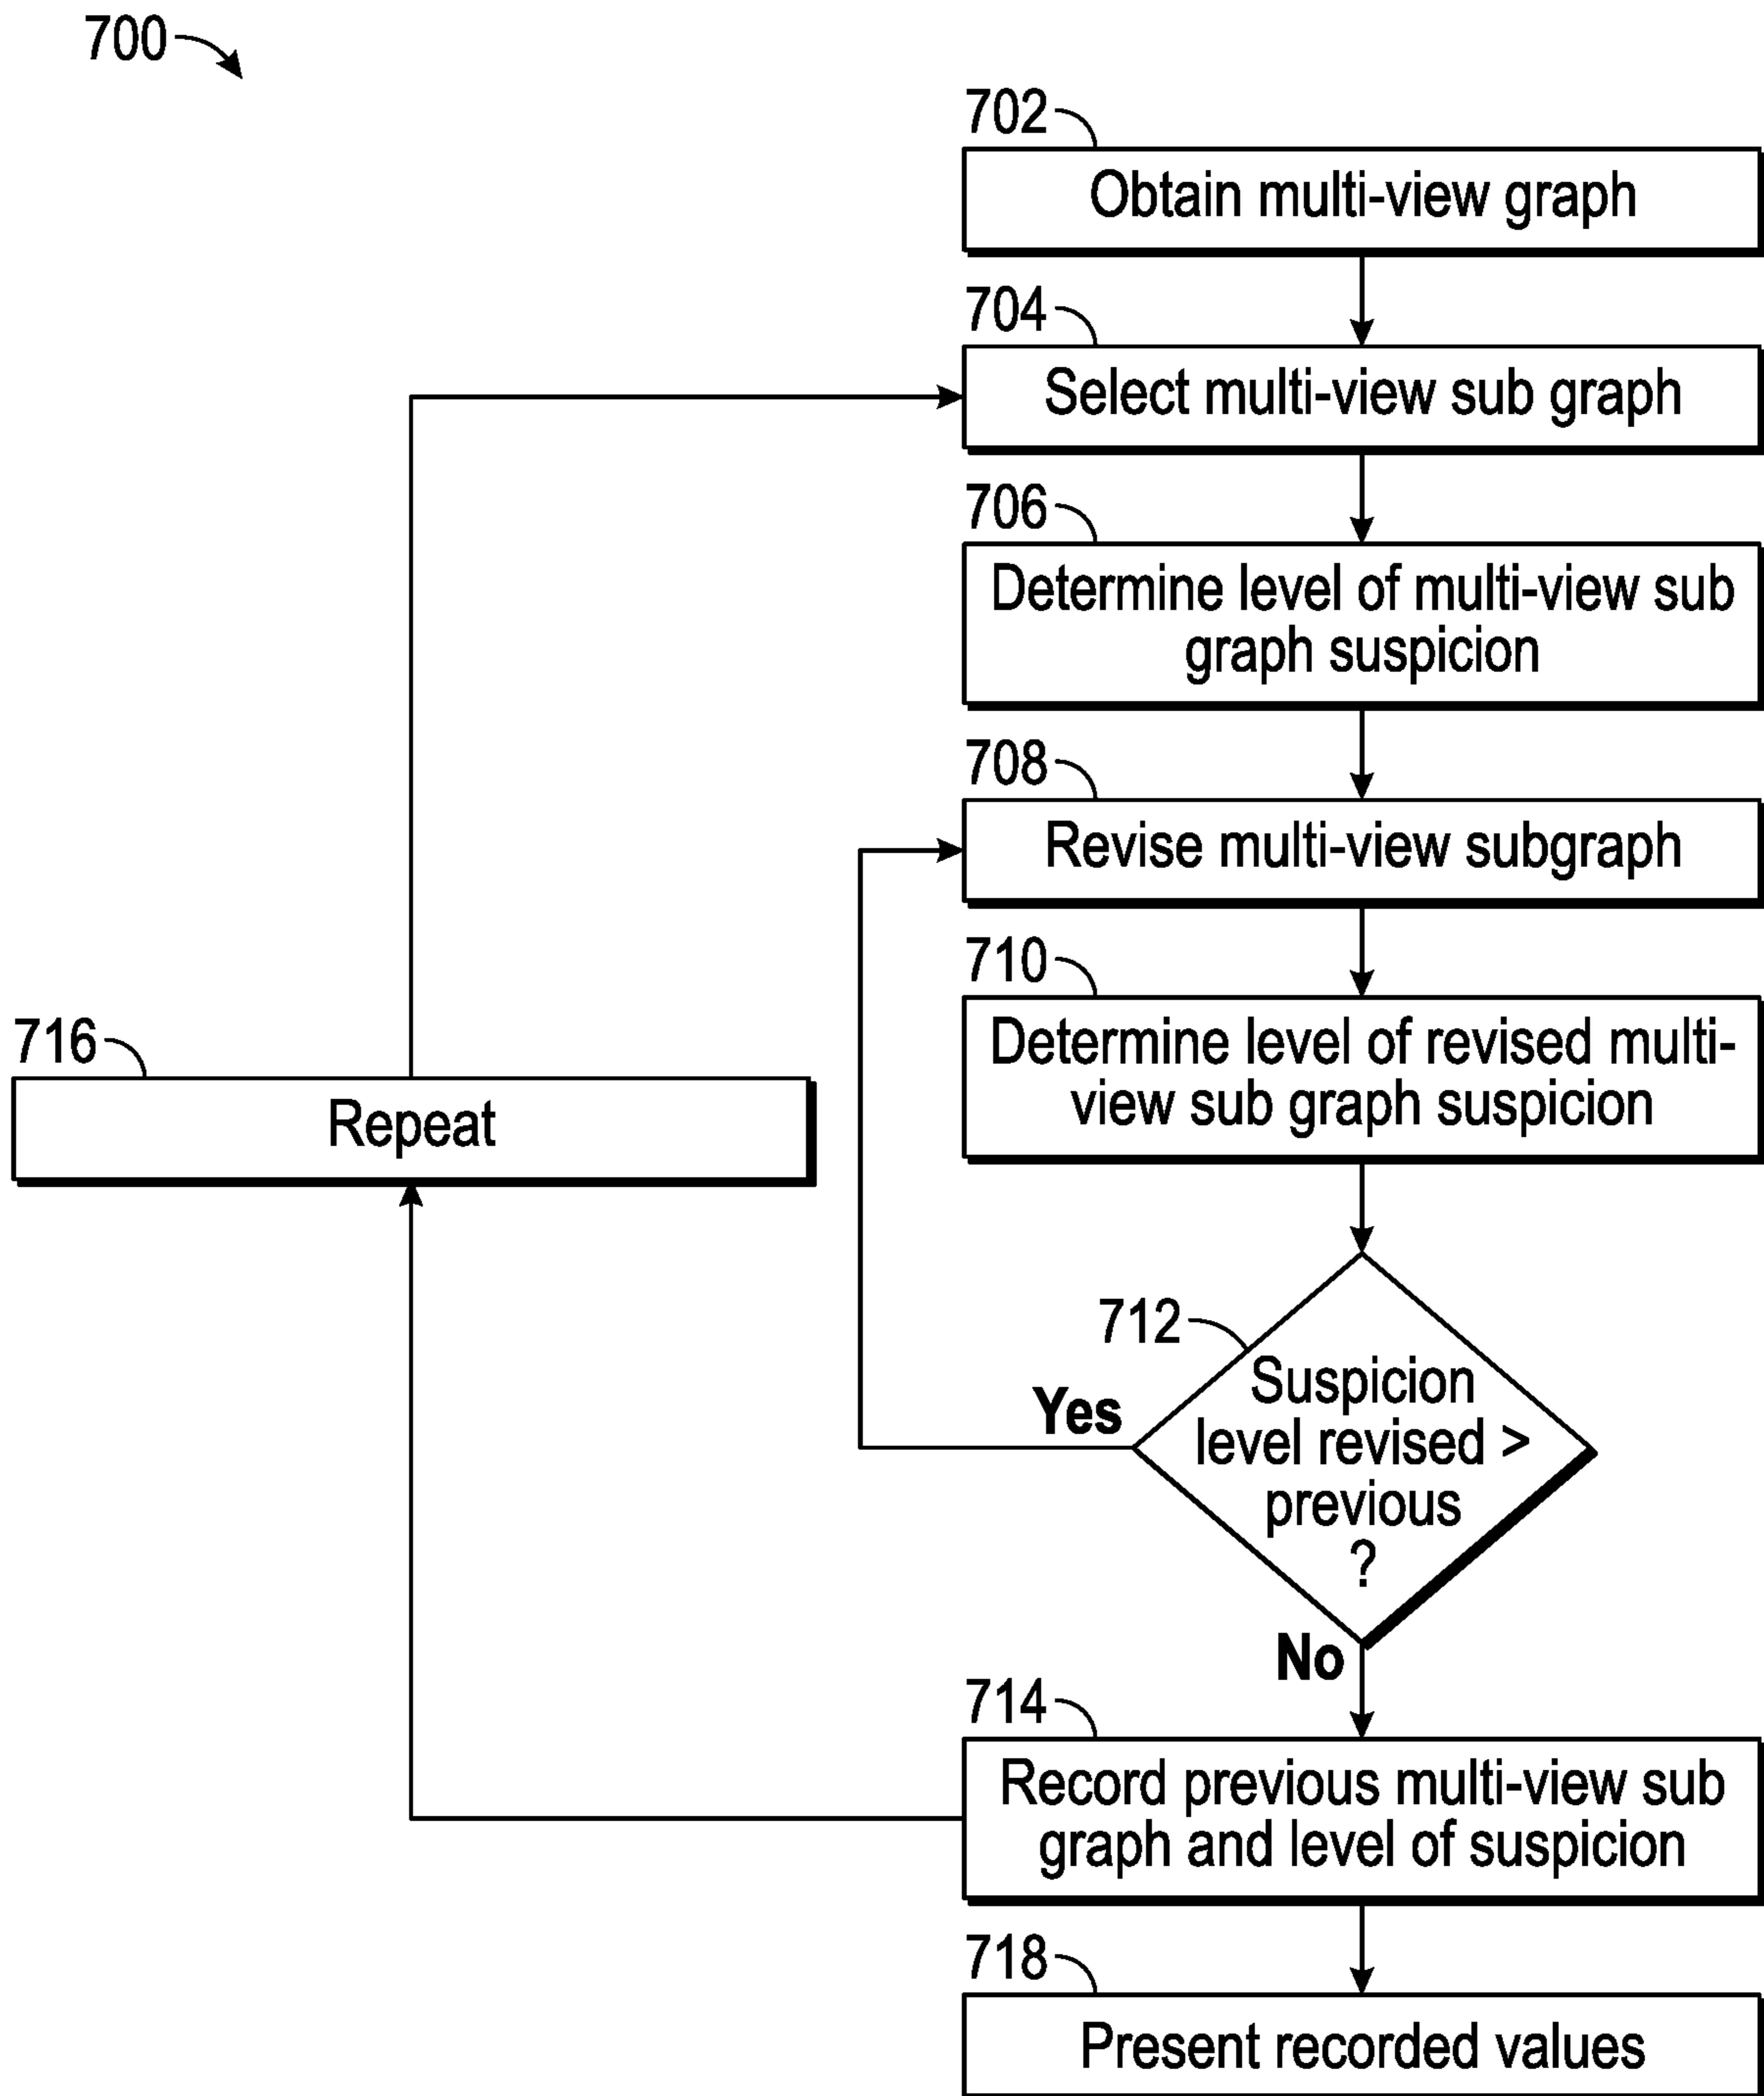 700
702
Obtain multi-view graph
704
Select multi-view sub graph
706
Determine level of multi-view sub
graph suspicion
708
Revise multi-view subgraph
710
Determine level of revised multi-
view sub graph suspicion
716
Repeat
712
Suspicion
level revised >
previous
?
Yes
No
714
Record previous multi-view sub
graph and level of suspicion
718
Present recorded values